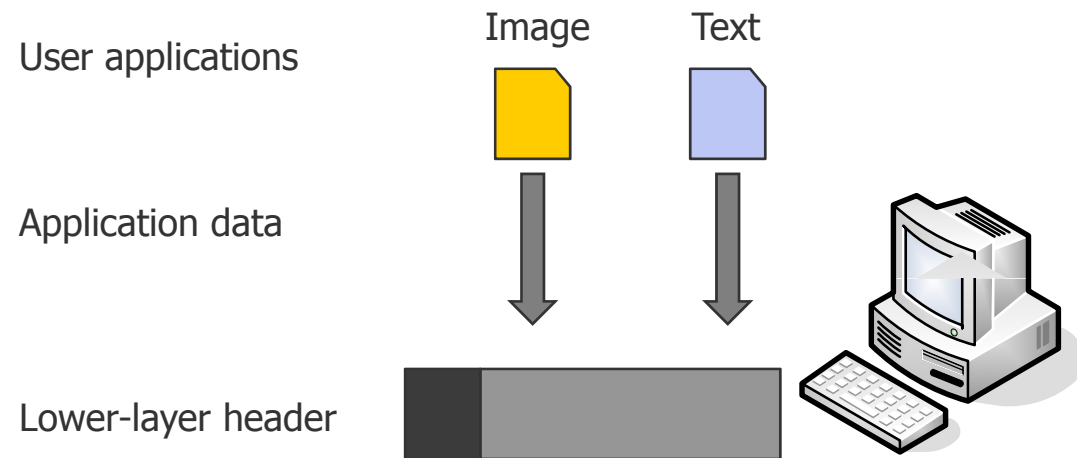 Image Text
User applications
Application data
Lower-layer header